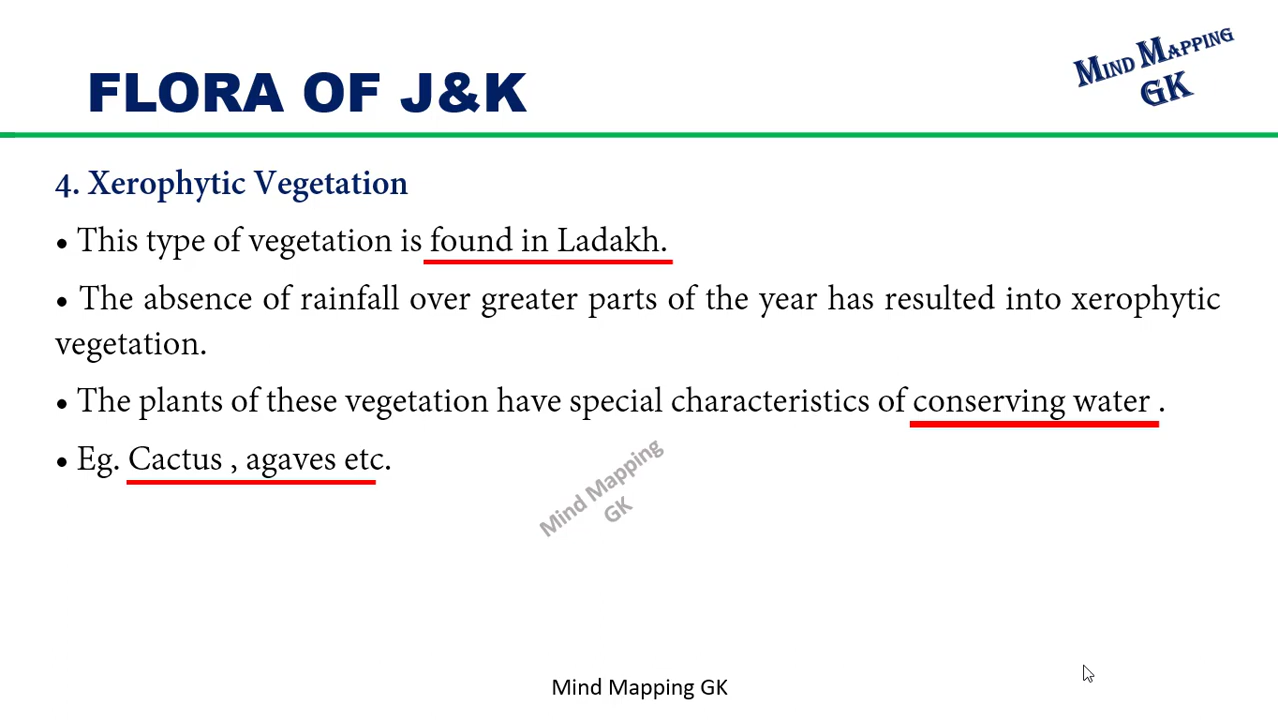 FLORA OF J&K
MIND MAPPING
GK
4. Xerophytic Vegetation
• This type of vegetation is found in Ladakh.
• The absence of rainfall over greater parts of the year has resulted into xerophytic
vegetation.
• The plants of these vegetation have special characteristics of conserving water .
• Eg. Cactus , agaves etc.
Mind Mapping
GK
Mind Mapping GK